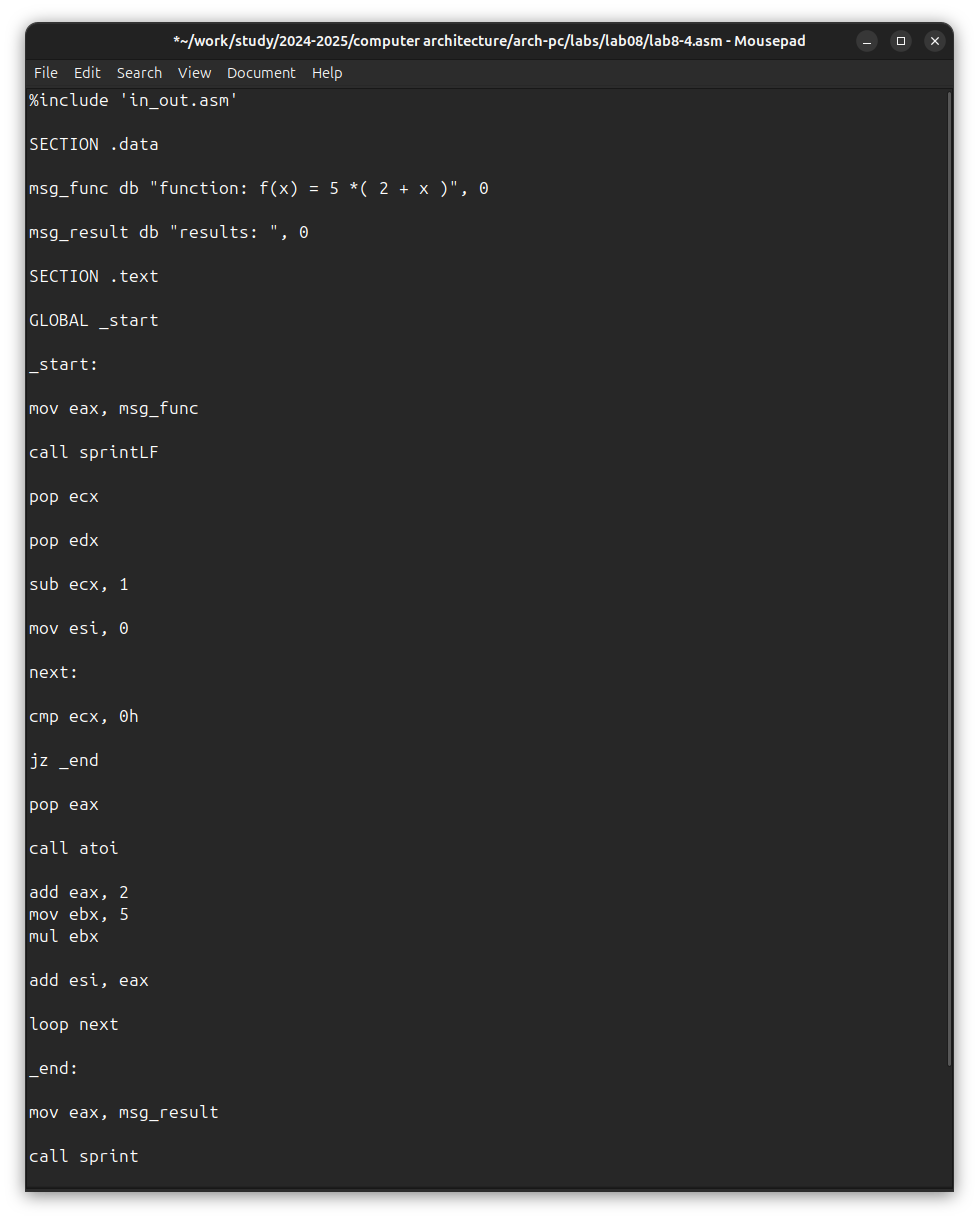 *~/work/study/2024-2025/computer architecture/arch-pc/labs/lab08/lab8-4.asm - Mousepad
File Edit Search View Document Help
%include 'in_out.asm'
SECTION .data
msg_func db "function: f(x) = 5 *( 2 + x )", 0
msg_result db "results: ", 0
SECTION .text
GLOBAL _start
_start:
mov eax, msg_func
call sprintLF
pop ecx
pop edx
sub ecx, 1
mov esi, 0
next:
cmp ecx, 0h
jz _end
pop eax
call atoi
add eax, 2
mov ebx, 5
mul ebx
add esi, eax
loop next
_end:
mov eax, msg_result
call sprint